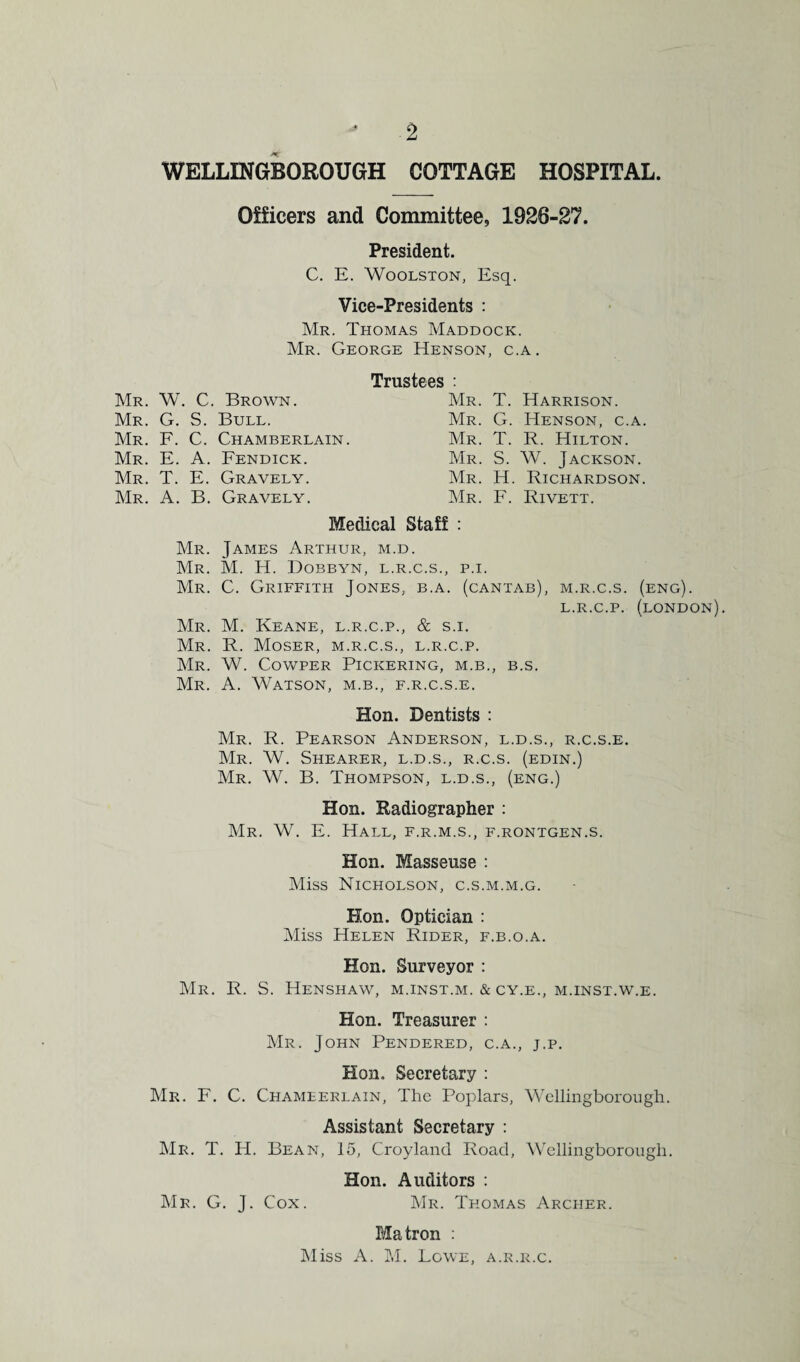 2
WELLINGBOROUGH COTTAGE HOSPITAL.
Officers and Committee, 1926-27.
President.
C. E. Woolston, Esq.
Vice-Presidents :
Mr. Thomas Maddock.
Mr. George Henson, c.a.
Trustees :
Mr. W. C. Brown. Mr. T. Harrison.
Mr. G. S. Bull. Mr. G. Henson, c.a.
Mr. F. C. Chamberlain. Mr. T. R. Hilton.
Mr. E. A. Fendick. Mr. S. W. Jackson.
Mr. T. E. Gravely. Mr. H. Richardson.
Mr. A. B. Gravely. Mr. F. Rivett.
Medical Staff :
Mr. James Arthur, m.d.
Mr. M. H. Dobbyn, l.r.c.s., p.i.
Mr. C. Griffith Jones, b.a. (cantab), m.r.c.s. (eng).
l.r.c.p. (london).
Mr. M. Keane, l.r.c.p., & s.i.
Mr. R. Moser, m.r.c.s., l.r.c.p.
Mr. W. Cowper Pickering, m.b., b.s.
Mr. A. Watson, m.b., f.r.c.s.e.
Hon. Dentists :
Mr. R. Pearson Anderson, l.d.s., r.c.s.e.
Mr. W. Shearer, l.d.s., r.c.s. (edin.)
Mr. W. B. Thompson, l.d.s., (eng.)
Hon. Radiographer :
Mr. W. E. Hall, f.r.m.s., f.rontgen.s.
Hon. Masseuse :
Miss Nicholson, c.s.m.m.g.
Hon. Optician :
Miss Helen Rider, f.b.o.a.
Hon. Surveyor :
Mr. R. S. Henshaw, m.inst.m. & cy.e., m.inst.w.e.
Hon. Treasurer :
Mr. John Pendered, c.a., j.p.
Hon. Secretary :
Mr. F. C. Chamberlain, The Poplars, Wellingborough.
Assistant Secretary :
Mr. T. H. Bean, 15, Croyland Road, Wellingborough.
Hon. Auditors :
Mr. G. J. Cox. Mr. Thomas Archer.
Matron :
Miss A. M. Lowe, a.r.r.c.